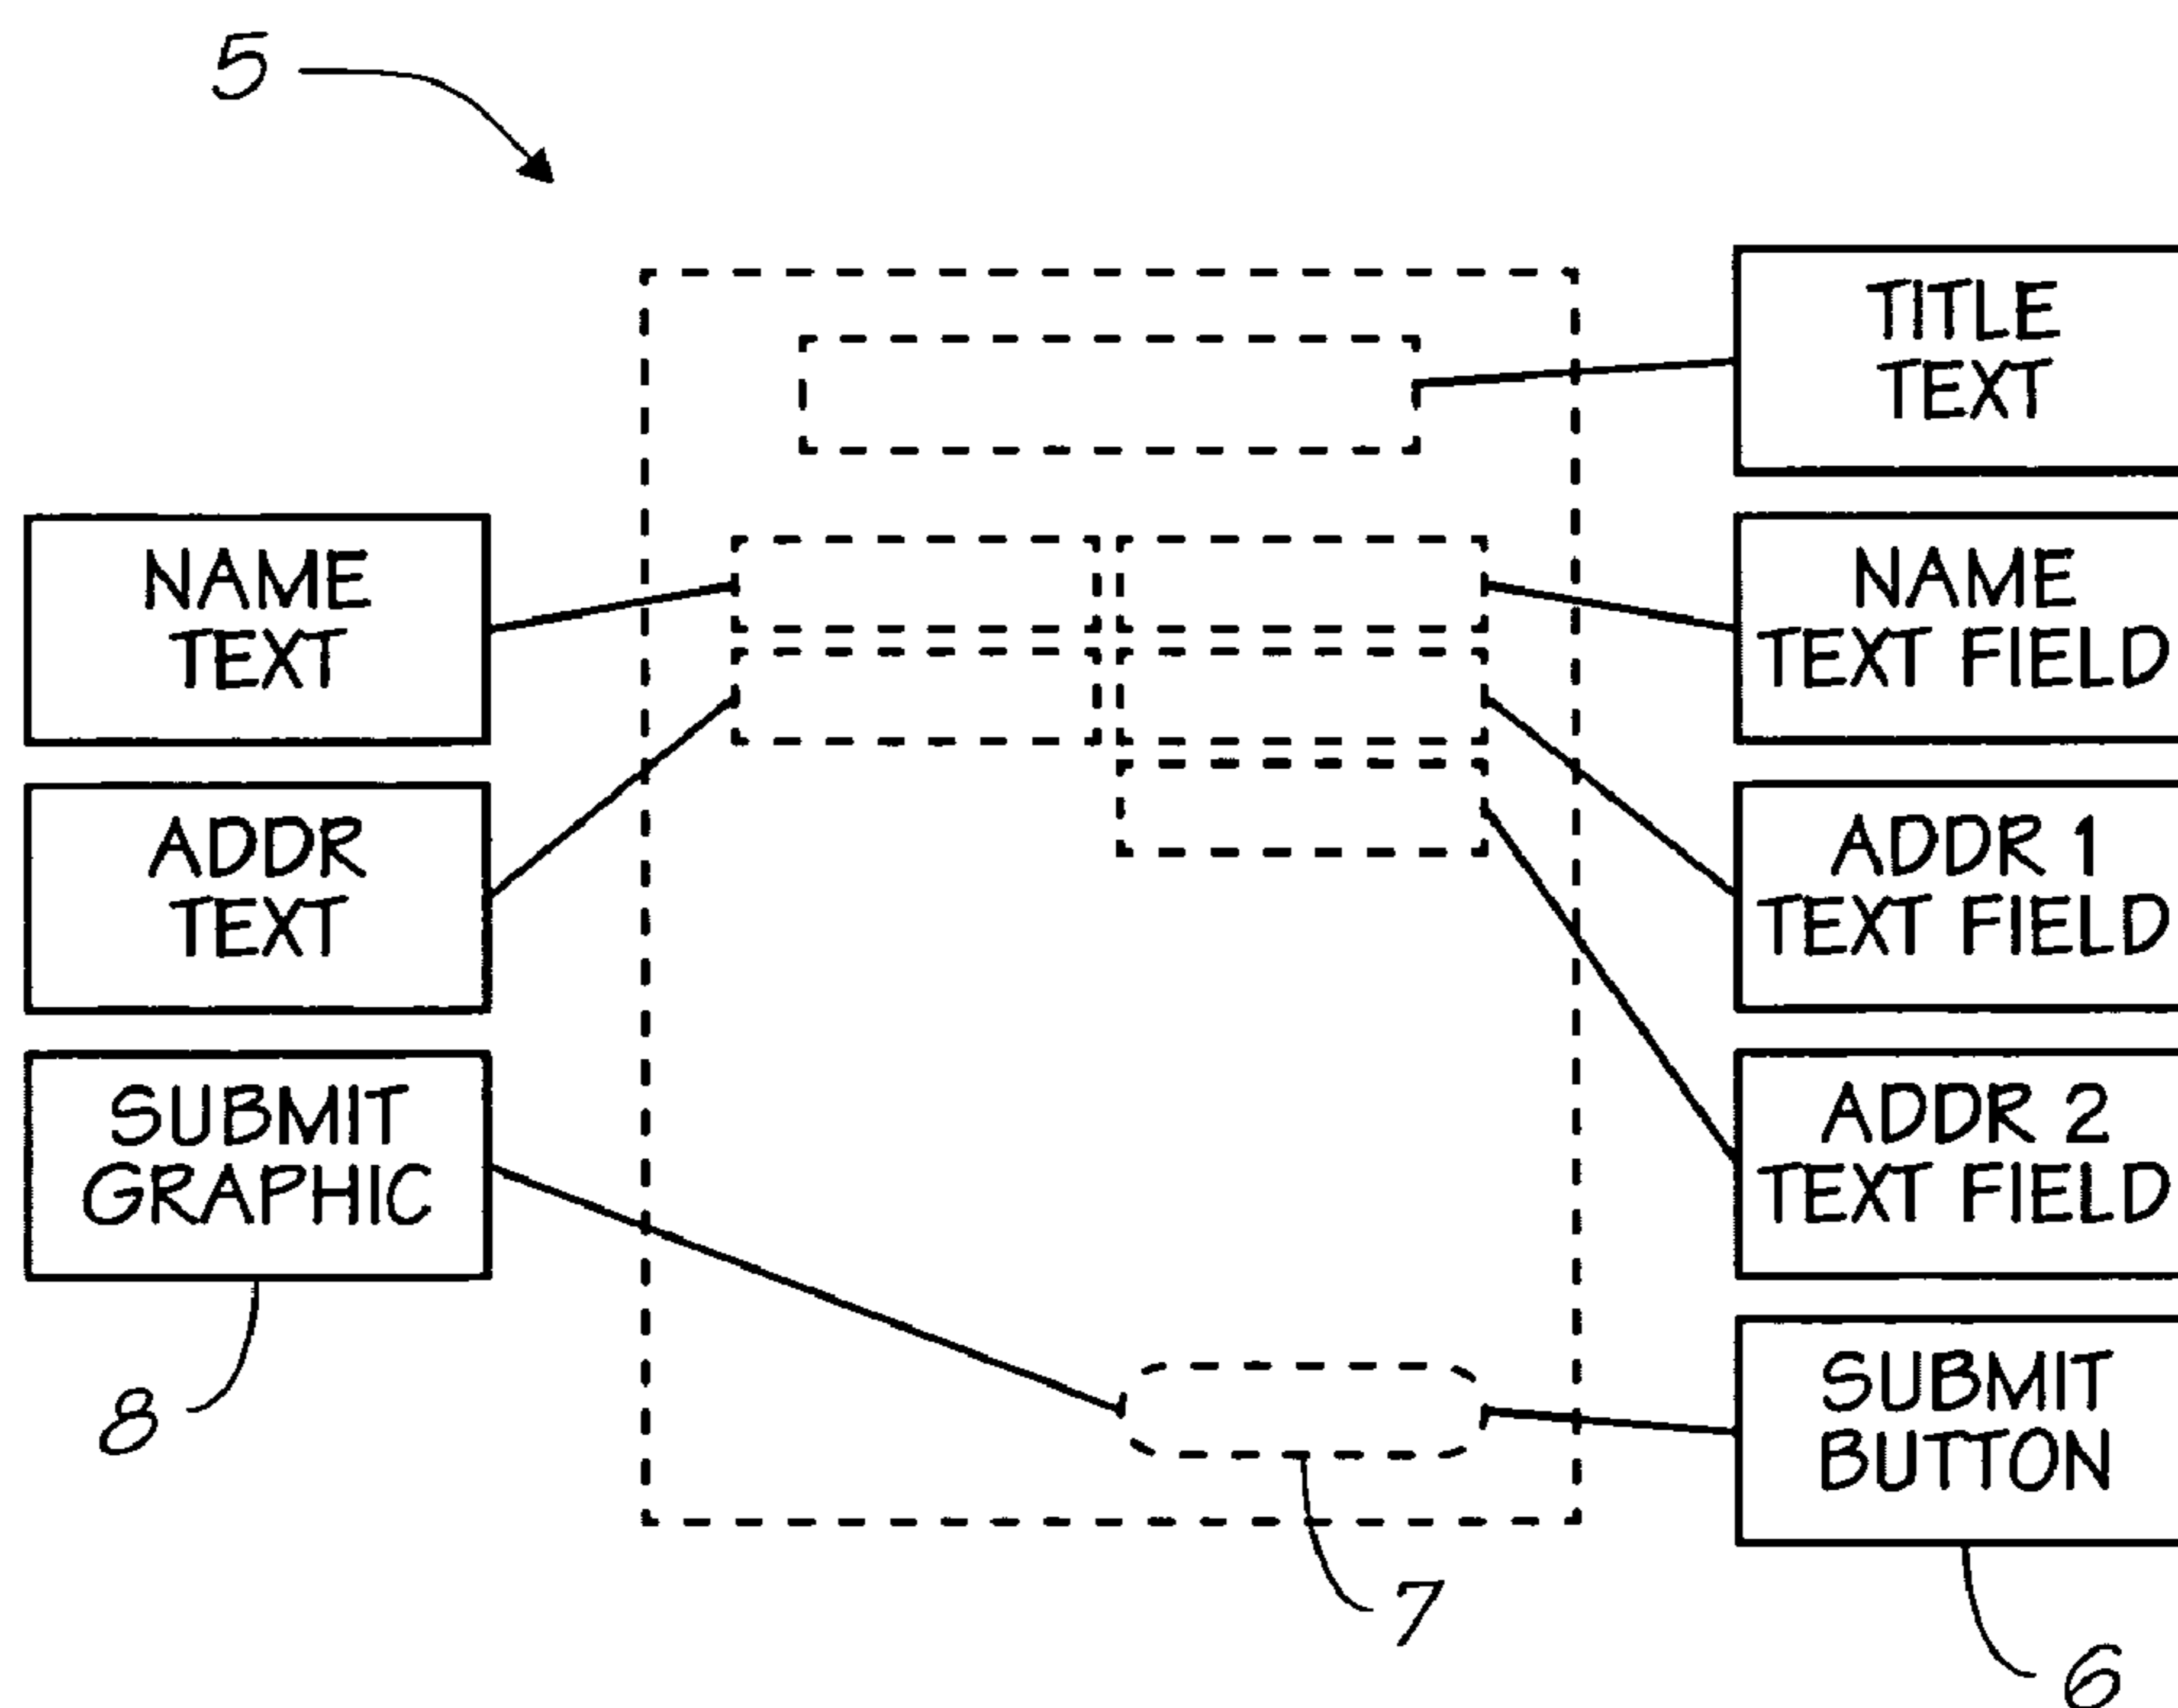 5
TITLE
TEXT
NAME
TEXT
NAME
TEXT FIELD
ADDR
TEXT
ADDR 1
TEXT FIELD
SUBMIT
GRAPHIC
ADDR 2
TEXT FIELD
8
SUBMIT
BUTTON
7
6